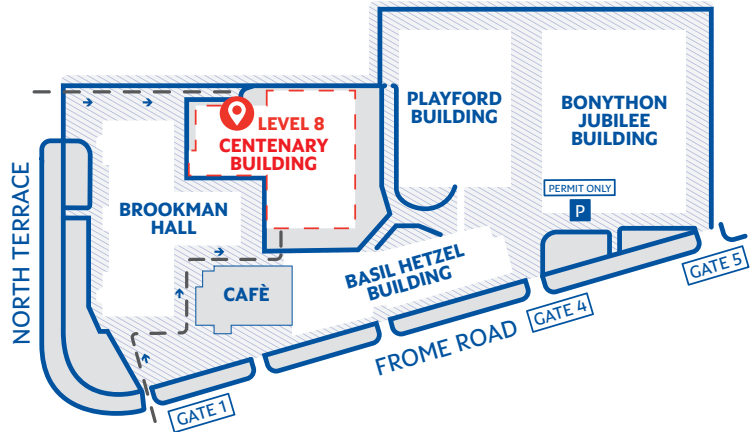 PLAYFORD
BUILDING
BONYTHON
JUBILEE
BUILDING
LEVEL 8
CENTENARY
BUILDING
PERMIT ONLY
P
BROOKMAN
HALL
NORTH TERRACE
BASIL HETZEL
BUILDING
CAFÈ
GATE 5
GATE 4
FROME ROAD
GATE 1